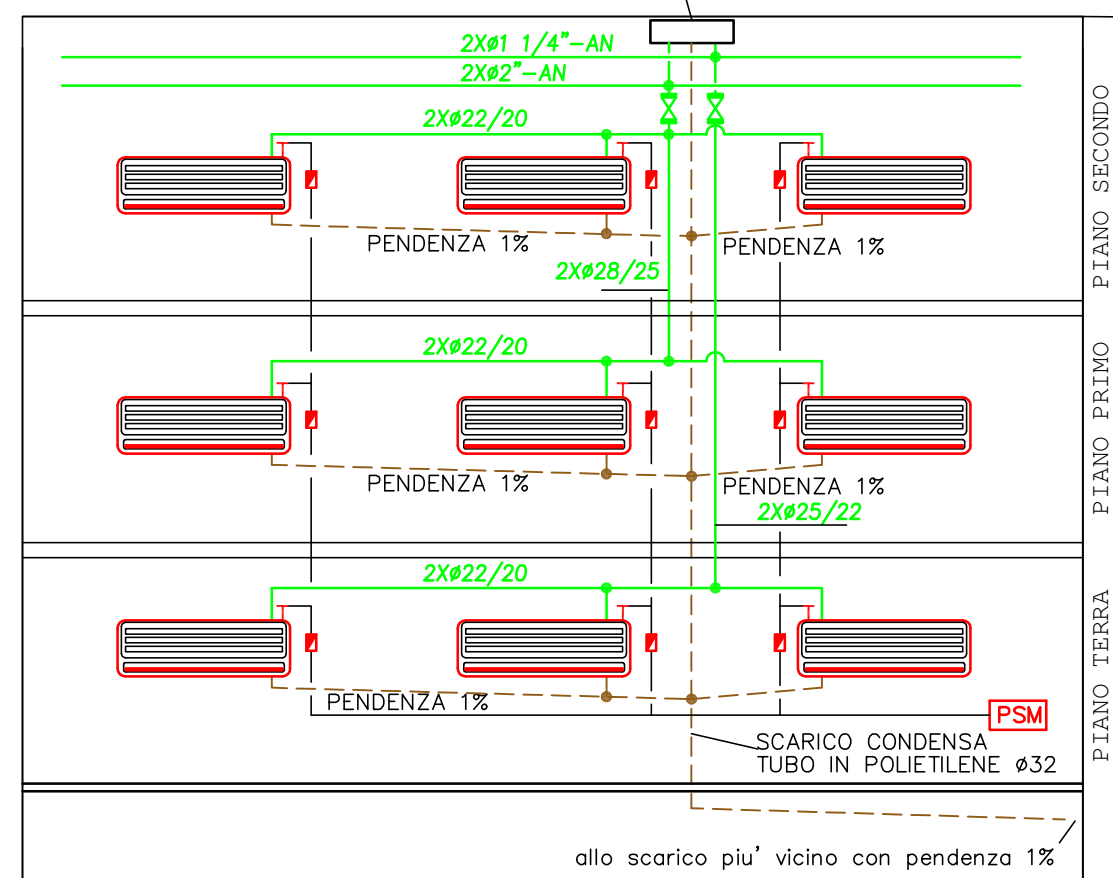 2Xø1 1/4"-AN
2Xø2"-AN
2Xø22/20
PENDENZA 1%
PENDENZA 1%
2Xø28/25
PIANO SECONDO
2Xø22/20
PENDENZA 1%
PENDENZA 1%
2Xø25/22
PIANO PRIMO
2Xø22/20
PENDENZA 1%
PSM
SCARICO CONDENSA
TUBO IN POLIETILENE ø32
PIANO TERRA
allo scarico piu' vicino con pendenza 1%